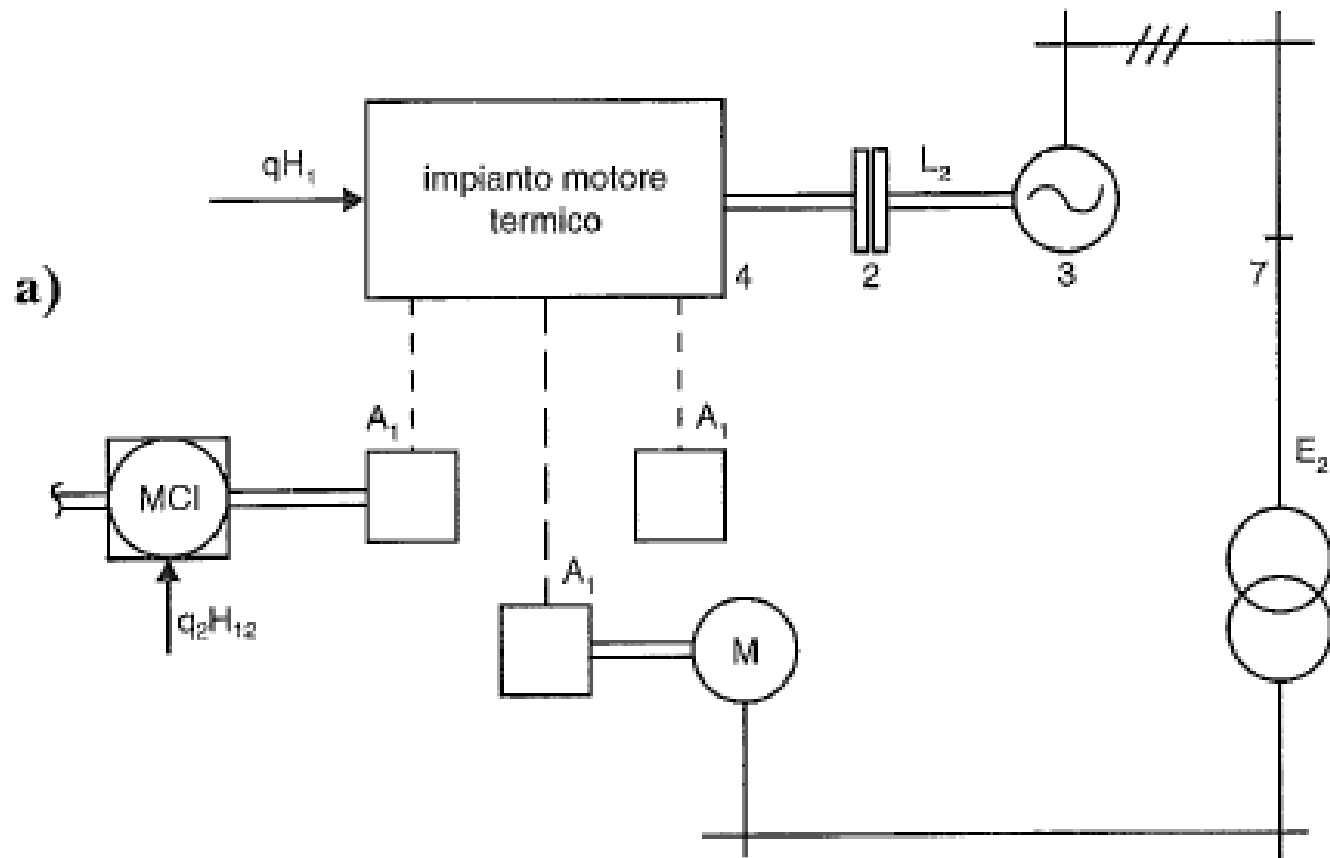 qH₁
impianto motore
termico
L₂
4
2
3
7
a)
A₁
A₁
E₂
MCI
A₁
q₂H₁₂
M